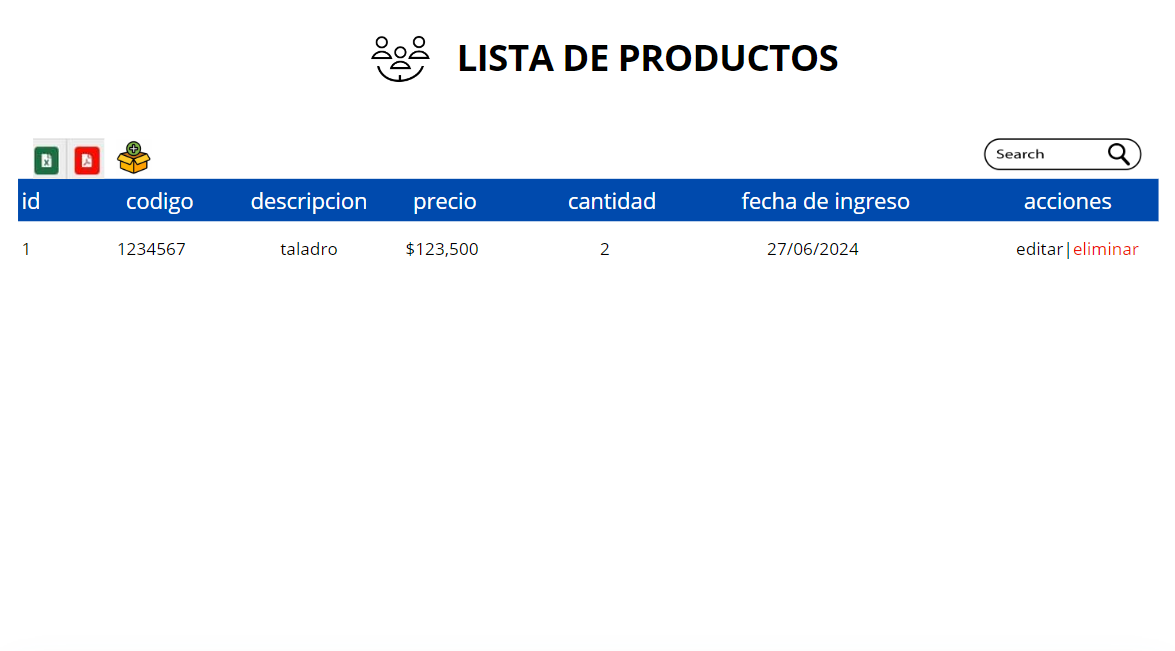 LISTA DE PRODUCTOS
Search
id codigo descripcion precio cantidad fecha de ingreso acciones
1 1234567 taladro $123,500 2 27/06/2024 editar|eliminar